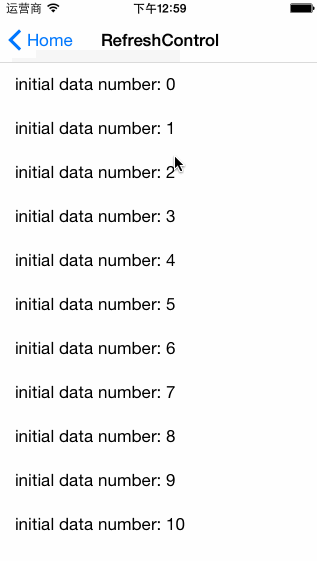 运营商 下午12:59
Home RefreshControl
initial data number: 0
initial data number: 1
initial data number: 2
initial data number: 3
initial data number: 4
initial data number: 5
initial data number: 6
initial data number: 7
initial data number: 8
initial data number: 9
initial data number: 10